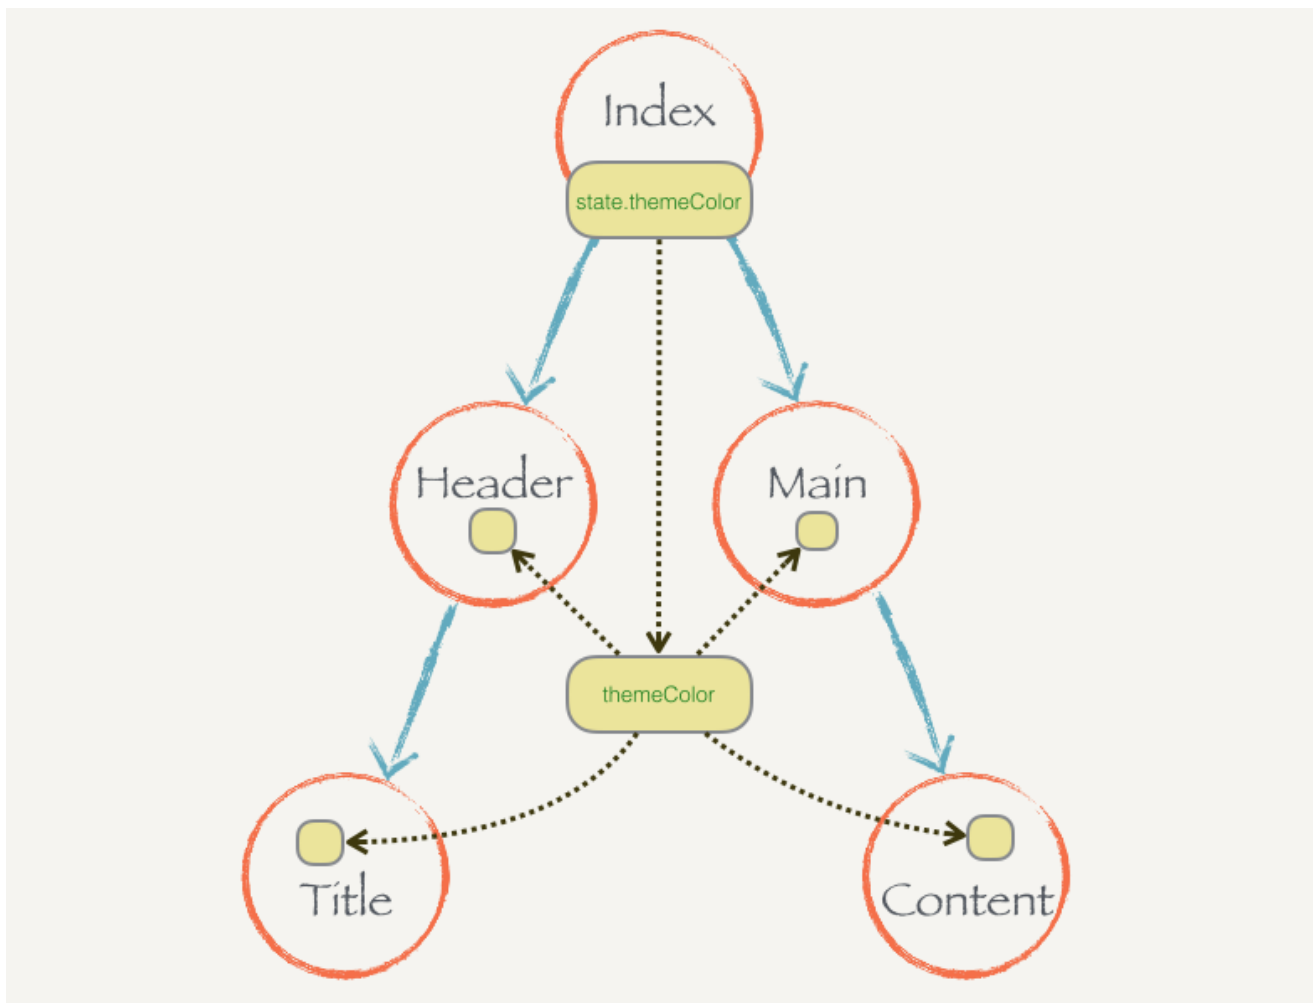 Index
state.themeColor
Header
Main
themeColor
Title
Content